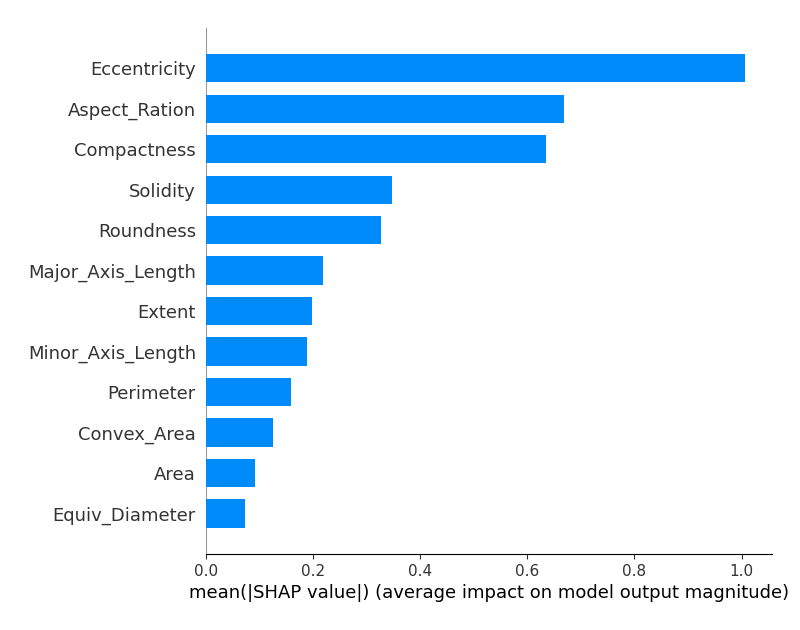 Eccentricity
Aspect_Ration
Compactness
Solidity
Roundness
Major_Axis_Length
Extent
Minor_Axis_Length
Perimeter
Convex_Area
Area
Equiv_Diameter
0.0 0.2 0.4 0.6 0.8 1.0
mean(|SHAP value|) (average impact on model output magnitude)